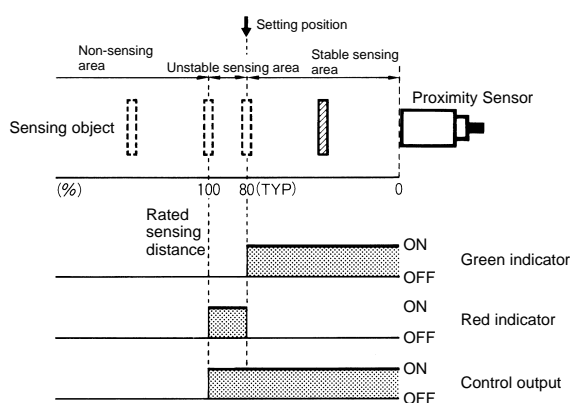 Setting position
Non-sensing
area
Unstable sensing area
Stable sensing
area
Sensing object
Proximity Sensor
(%)
100
80(TYP)
0
Rated
sensing
distance
ON
OFF
Green indicator
ON
OFF
Red indicator
ON
OFF
Control output